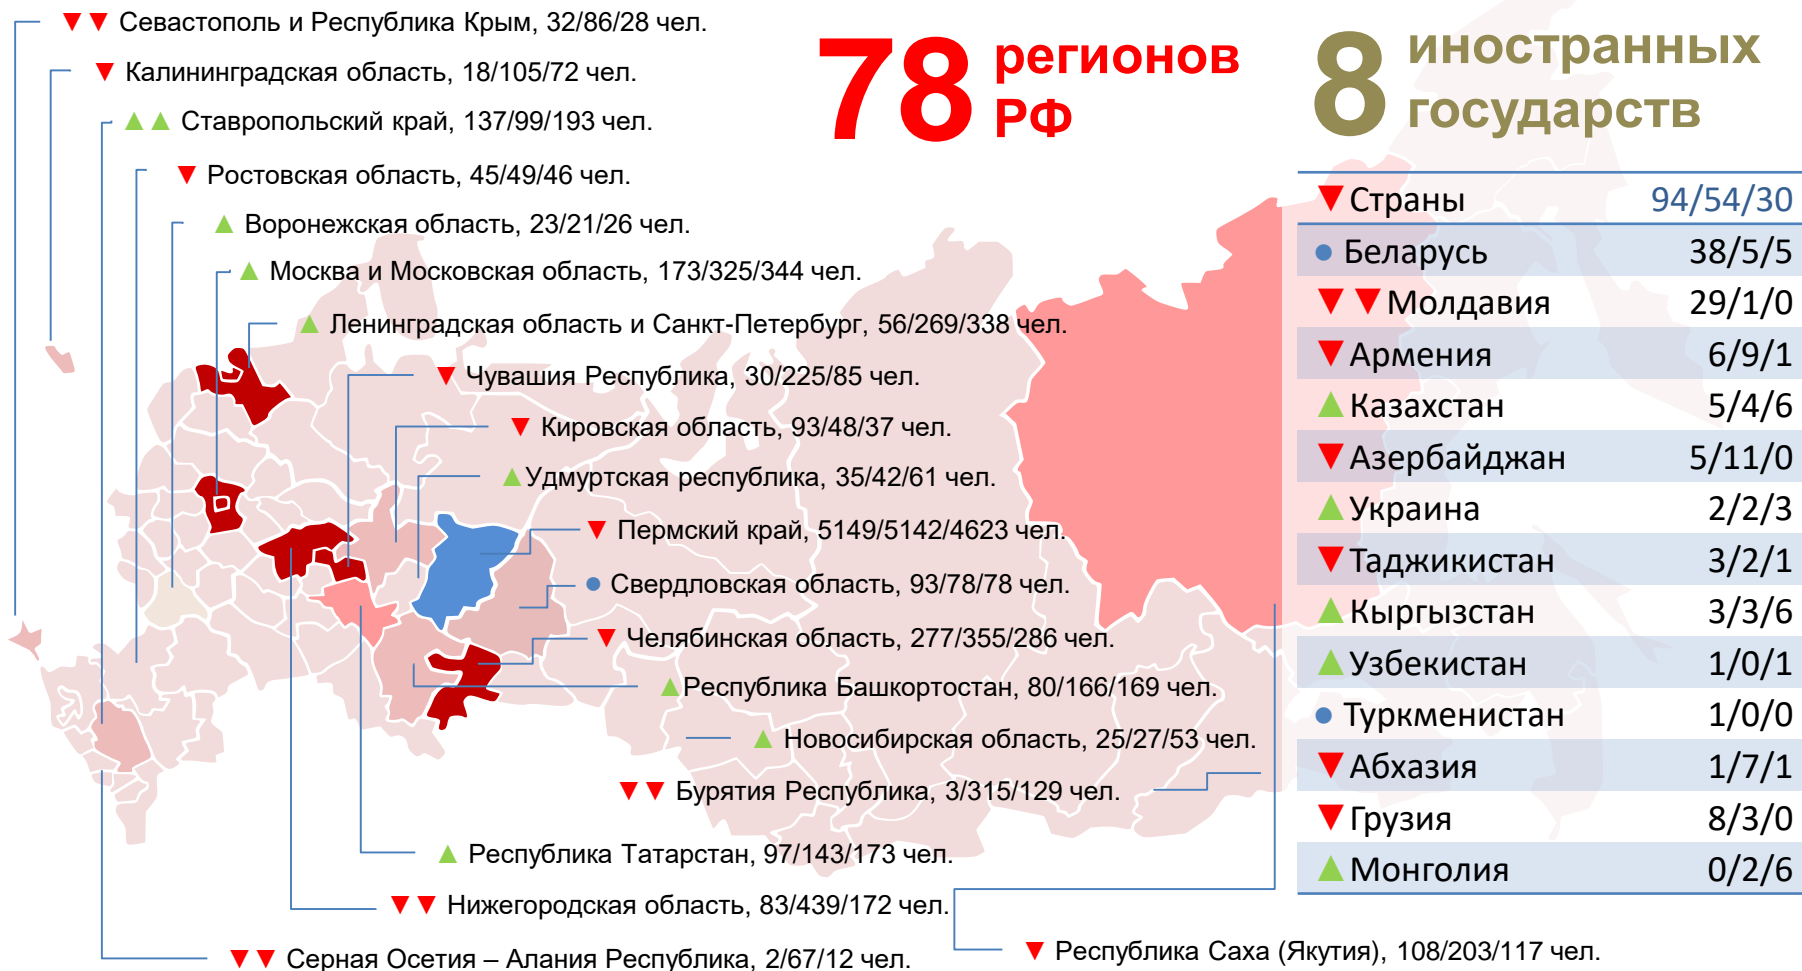 ▼▼ Севастополь и Республика Крым, 32/86/28 чел.
▼ Калининградская область, 18/105/72 чел.
▲▲ Ставропольский край, 137/99/193 чел.
▼ Ростовская область, 45/49/46 чел.
▲ Воронежская область, 23/21/26 чел.
▲ Москва и Московская область, 173/325/344 чел.
▲ Ленинградская область и Санкт-Петербург, 56/269/338 чел.
▼ Чувашия Республика, 30/225/85 чел.
▼ Кировская область, 93/48/37 чел.
▲Удмуртская республика, 35/42/61 чел.
▼ Пермский край, 5149/5142/4623 чел.
● Свердловская область, 93/78/78 чел.
▼ Челябинская область, 277/355/286 чел.
▲Республика Башкортостан, 80/166/169 чел.
▲ Новосибирская область, 25/27/53 чел.
▼▼ Бурятия Республика, 3/315/129 чел.
▲ Республика Татарстан, 97/143/173 чел.
▼▼ Нижегородская область, 83/439/172 чел.
▼▼ Серная Осетия – Алания Республика, 2/67/12 чел.
▼ Республика Саха (Якутия), 108/203/117 чел.
78 регионов
РФ
8 иностранных
государств
▼Страны 94/54/30
● Беларусь 38/5/5
▼▼Молдавия 29/1/0
▼Армения 6/9/1
▲Казахстан 5/4/6
▼Азербайджан 5/11/0
▲Украина 2/2/3
▼Таджикистан 3/2/1
▲Кыргызстан 3/3/6
▲Узбекистан 1/0/1
● Туркменистан 1/0/0
▼Абхазия 1/7/1
▼Грузия 8/3/0
▲Монголия 0/2/6